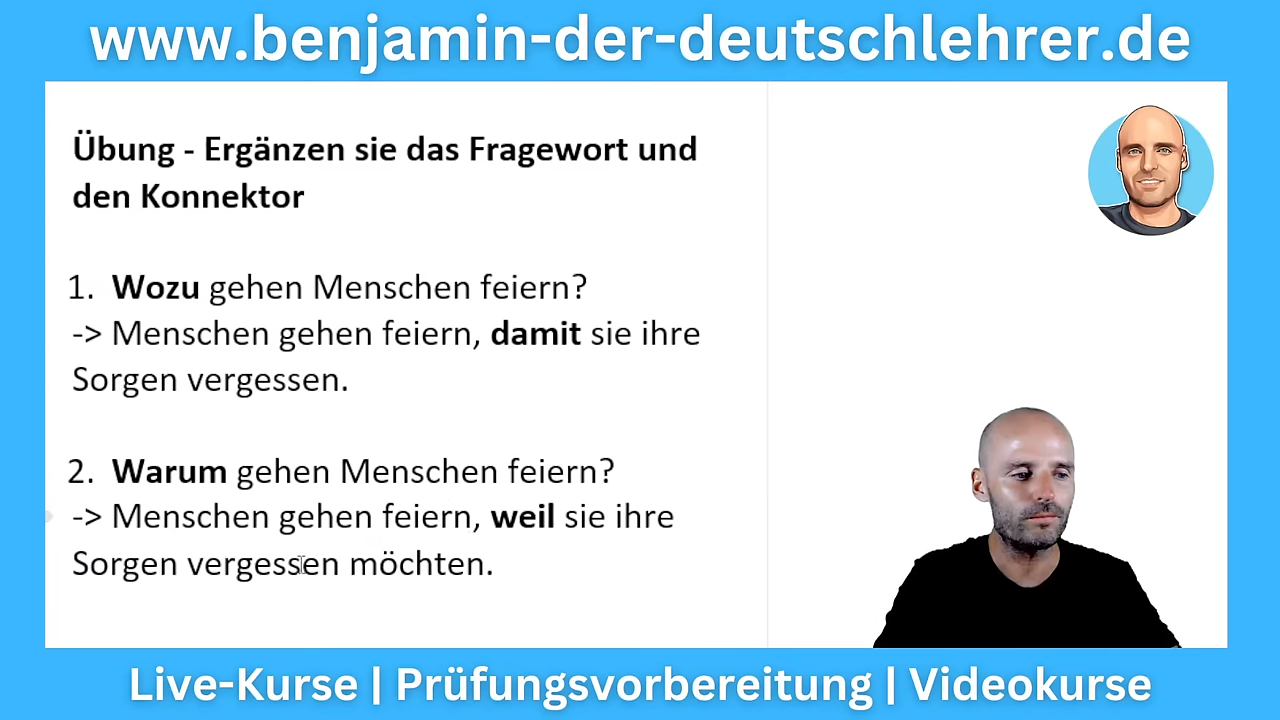 www.benjamin-der-deutschlehrer.de
Übung - Ergänzen sie das Fragewort und
den Konnektor
1. Wozu gehen Menschen feiern?
-> Menschen gehen feiern, damit sie ihre
Sorgen vergessen.
2. Warum gehen Menschen feiern?
-> Menschen gehen feiern, weil sie ihre
Sorgen vergessen möchten.
Live-Kurse | Prüfungsvorbereitung | Videokurse